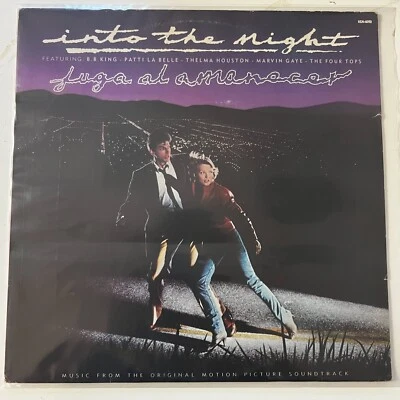 into the night
FEATURING: B.B KING - PATTI LA BELLE - THELMA HOUSTON - MARVIN GAYE - THE FOUR TOPS
fuga al amanecer
MUSIC FROM THE ORIGINAL MOTION PICTURE SOUNDTRACK